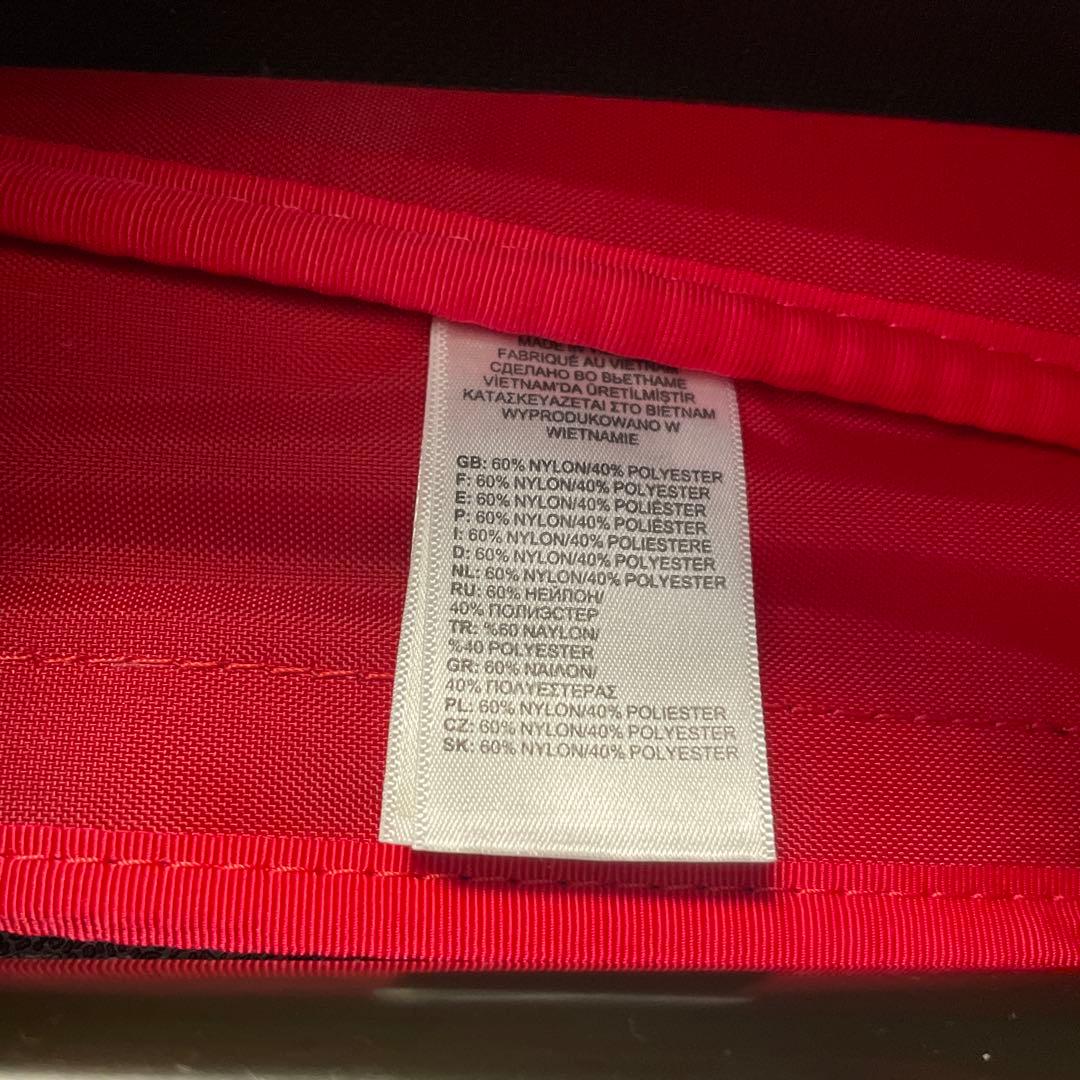 MADE IN
FABRIQUÉ AU VIETNAM
СДЕЛАНО ВО ВЬЕТНАМЕ
VİETNAM'DA ÜRETİLMİŞTİR
ΚΑΤΑΣΚΕΥΑΖΕΤΑΙ ΣΤΟ ΒΙΕΤΝΑΜ
WYPRODUKOWANO W
WIETNAMIE
GB: 60% NYLON/40% POLYESTER
F: 60% NYLON/40% POLYESTER
E: 60% NYLON/40% POLIÉSTER
P: 60% NYLON/40% POLIÉSTER
I: 60% NYLON/40% POLIESTERE
D: 60% NYLON/40% POLYESTER
NL: 60% NYLON/40% POLYESTER
RU: 60% НЕЙЛОН/
40% ПОЛИЭСТЕР
TR: %60 NAYLON/
%40 POLYESTER
GR: 60% ΝΑΪΛΟΝ/
40% ΠΟΛΥΕΣΤΕΡΑΣ
PL: 60% NYLON/40% POLIESTER
CZ: 60% NYLON/40% POLYESTER
SK: 60% NYLON/40% POLYESTER